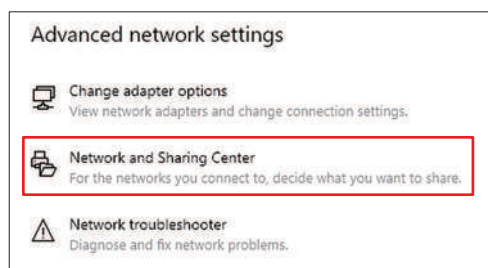 Advanced network settings
Change adapter options
View network adapters and change connection settings.
Network and Sharing Center
For the networks you connect to, decide what you want to share.
Network troubleshooter
Diagnose and fix network problems.